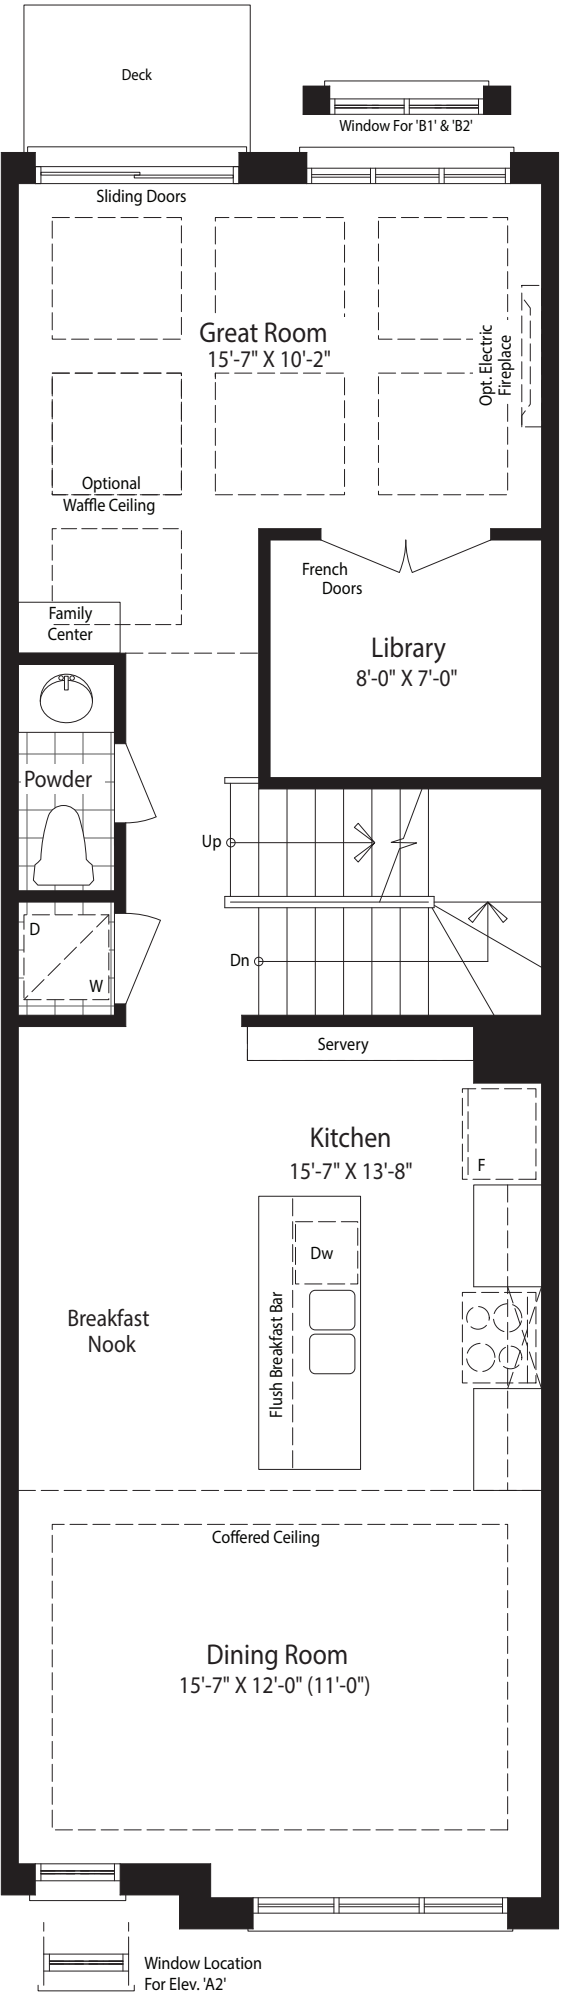 Deck
Window For 'B1' & 'B2'
Sliding Doors
Great Room
15'-7" X 10'-2"
Opt. Electric
Fireplace
Optional
Waffle Ceiling
French
Doors
Family
Center
Library
8'-0" X 7'-0"
Powder
Up
D
W
Dn
Servery
Kitchen
15'-7" X 13'-8"
F
Dw
Flush Breakfast Bar
Breakfast
Nook
Coffered Ceiling
Dining Room
15'-7" X 12'-0" (11'-0")
Window Location
For Elev. 'A2'